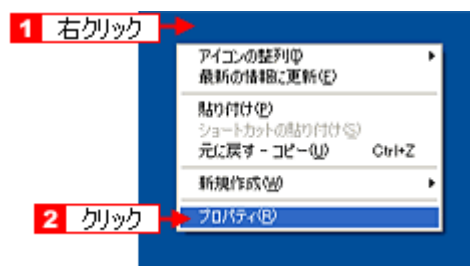 1 右クリック
アイコンの整列(I)
最新の情報に更新(E)
貼り付け(P)
ショートカットの貼り付け(S)
元に戻す - コピー(U) Ctrl+Z
新規作成(W)
2 クリック
プロパティ(R)